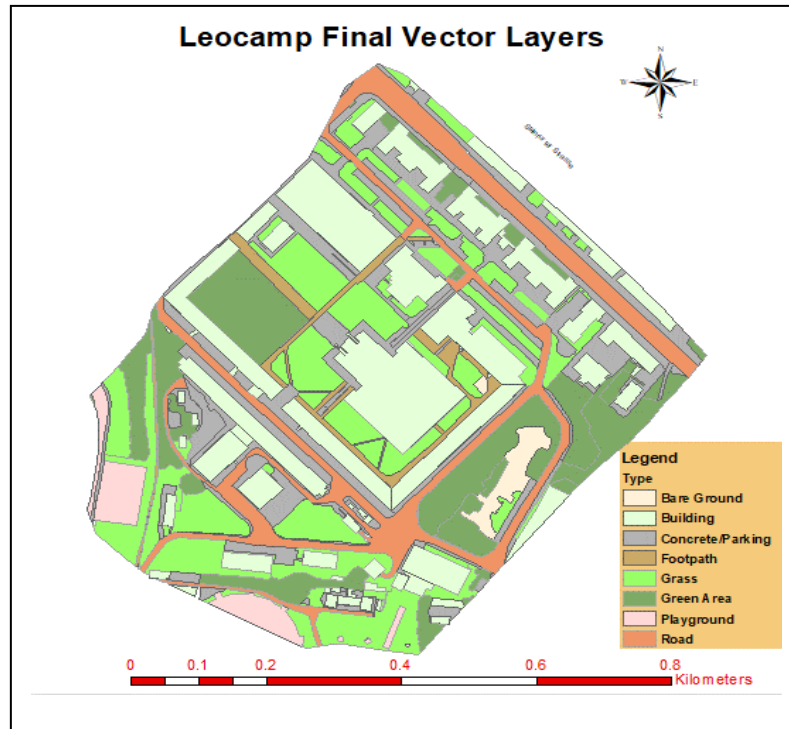 Leocamp Final Vector Layers
N
W
E
S
Legend
Type
Bare Ground
Building
Concrete/Parking
Footpath
Grass
Green Area
Playground
Road
0 0.1 0.2 0.4 0.6 0.8
Kilometers